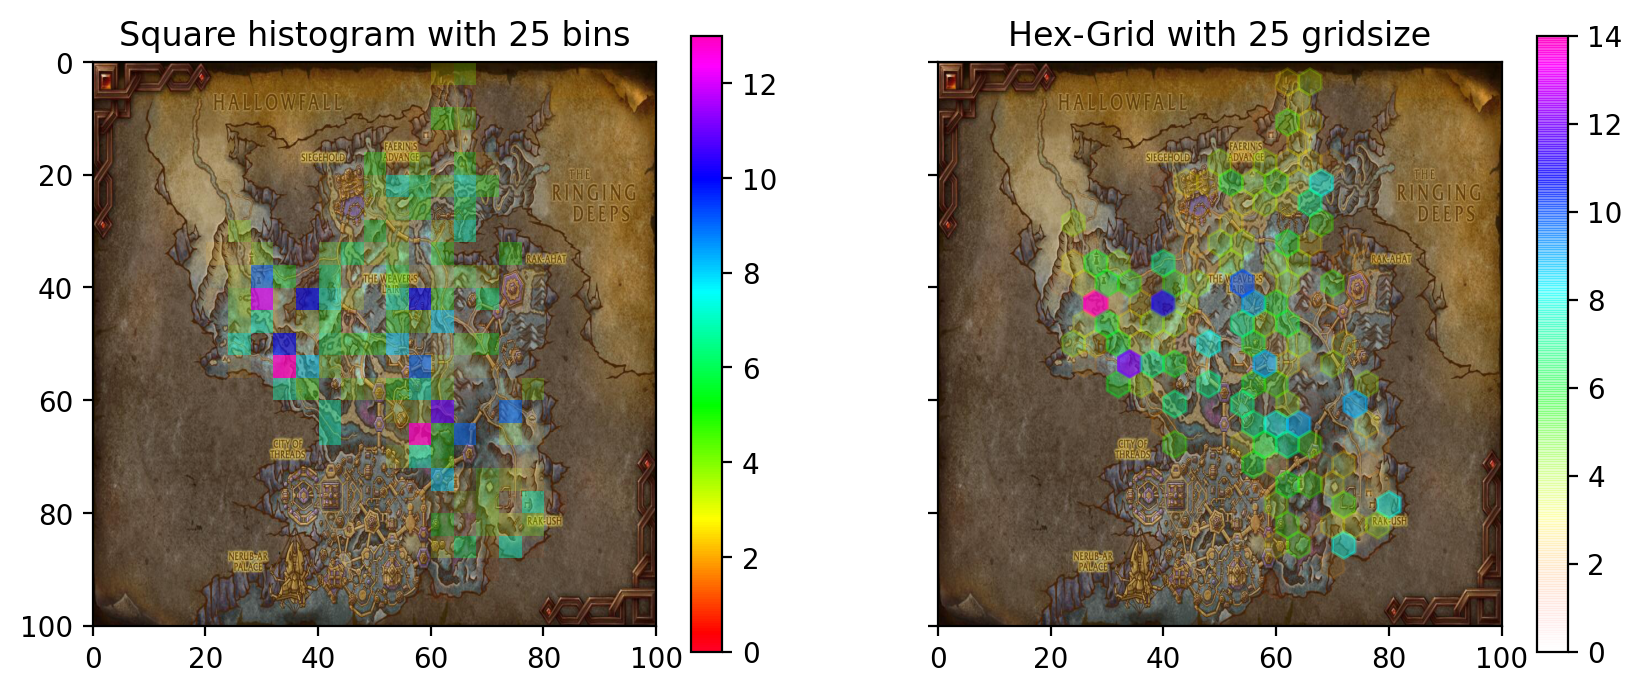 Square histogram with 25 bins
0
20
40
60
80
100
0
20
40
60
80
100
HALLOWFALL
SIEGEHOLD
FAERIN'S
ADVANCE
THE
RINGING
DEEPS
RAK-AHAT
THE WEAVER'S
LAIR
CITY OF
THREADS
RAK-USH
NERUB-AR
PALACE
12
10
8
6
4
2
0
Hex-Grid with 25 gridsize
0
20
40
60
80
100
HALLOWFALL
SIEGEHOLD
FAERIN'S
ADVANCE
THE
RINGING
DEEPS
RAK-AHAT
THE WEAVER'S
LAIR
CITY OF
THREADS
RAK-USH
NERUB-AR
PALACE
14
12
10
8
6
4
2
0